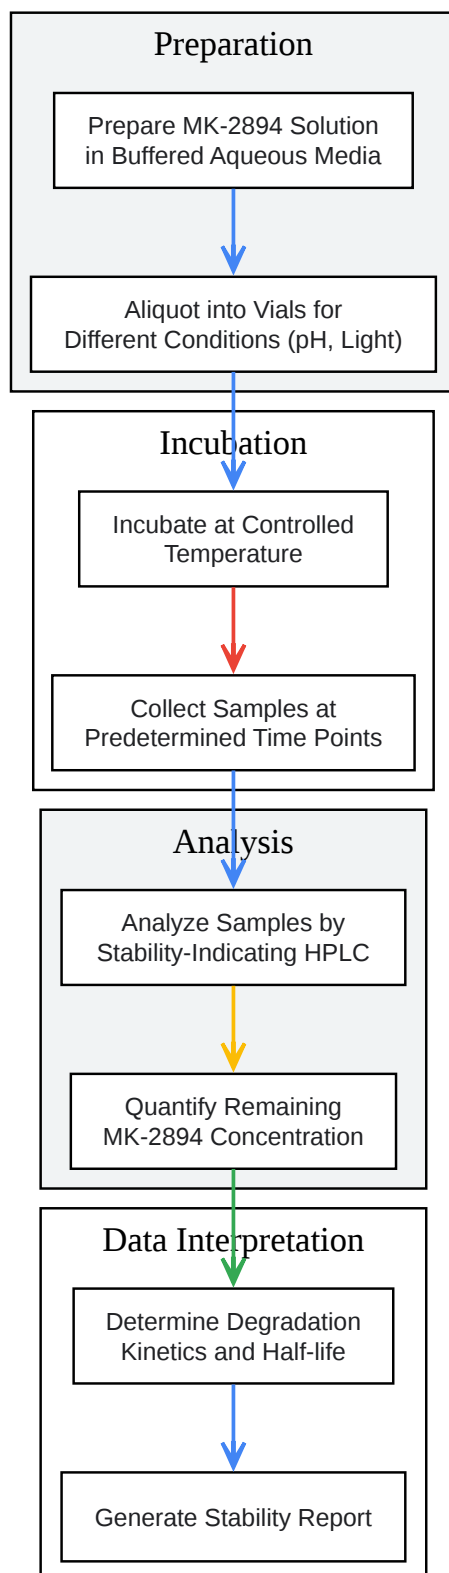 Preparation
Prepare MK-2894 Solution
in Buffered Aqueous Media
Aliquot into Vials for
Different Conditions (pH, Light)
Incubation
Incubate at Controlled
Temperature
Collect Samples at
Predetermined Time Points
Analysis
Analyze Samples by
Stability-Indicating HPLC
Quantify Remaining
MK-2894 Concentration
Data Interpretation
Determine Degradation
Kinetics and Half-life
Generate Stability Report